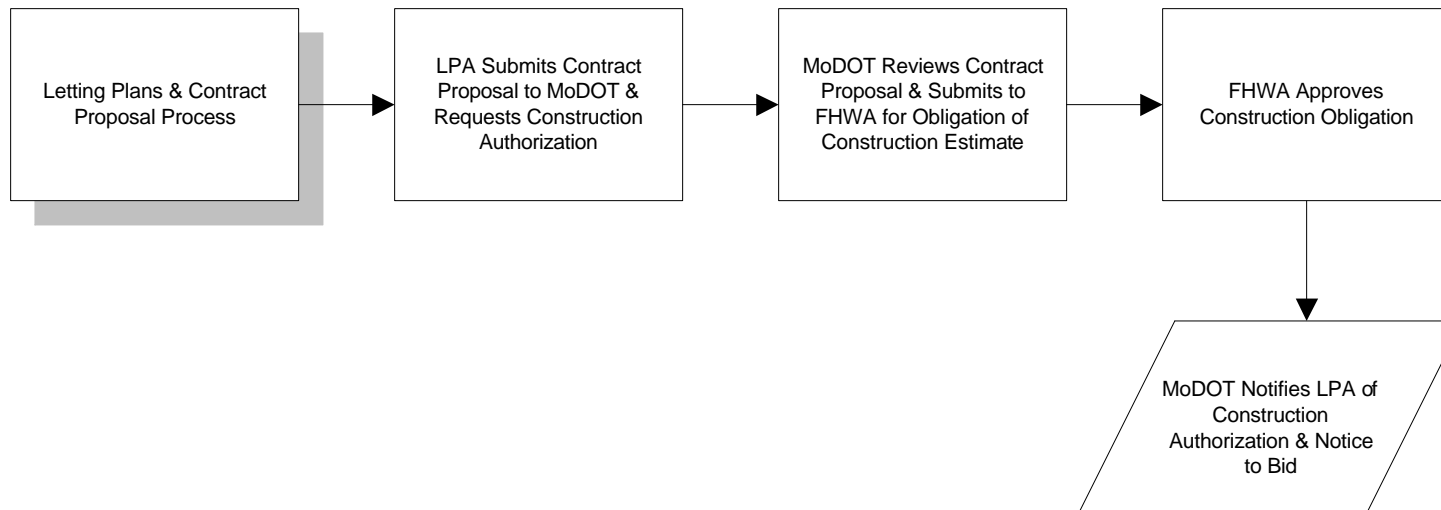 Letting Plans & Contract
Proposal Process
LPA Submits Contract
Proposal to MoDOT &
Requests Construction
Authorization
MoDOT Reviews Contract
Proposal & Submits to
FHWA for Obligation of
Construction Estimate
FHWA Approves
Construction Obligation
MoDOT Notifies LPA of
Construction
Authorization & Notice
to Bid